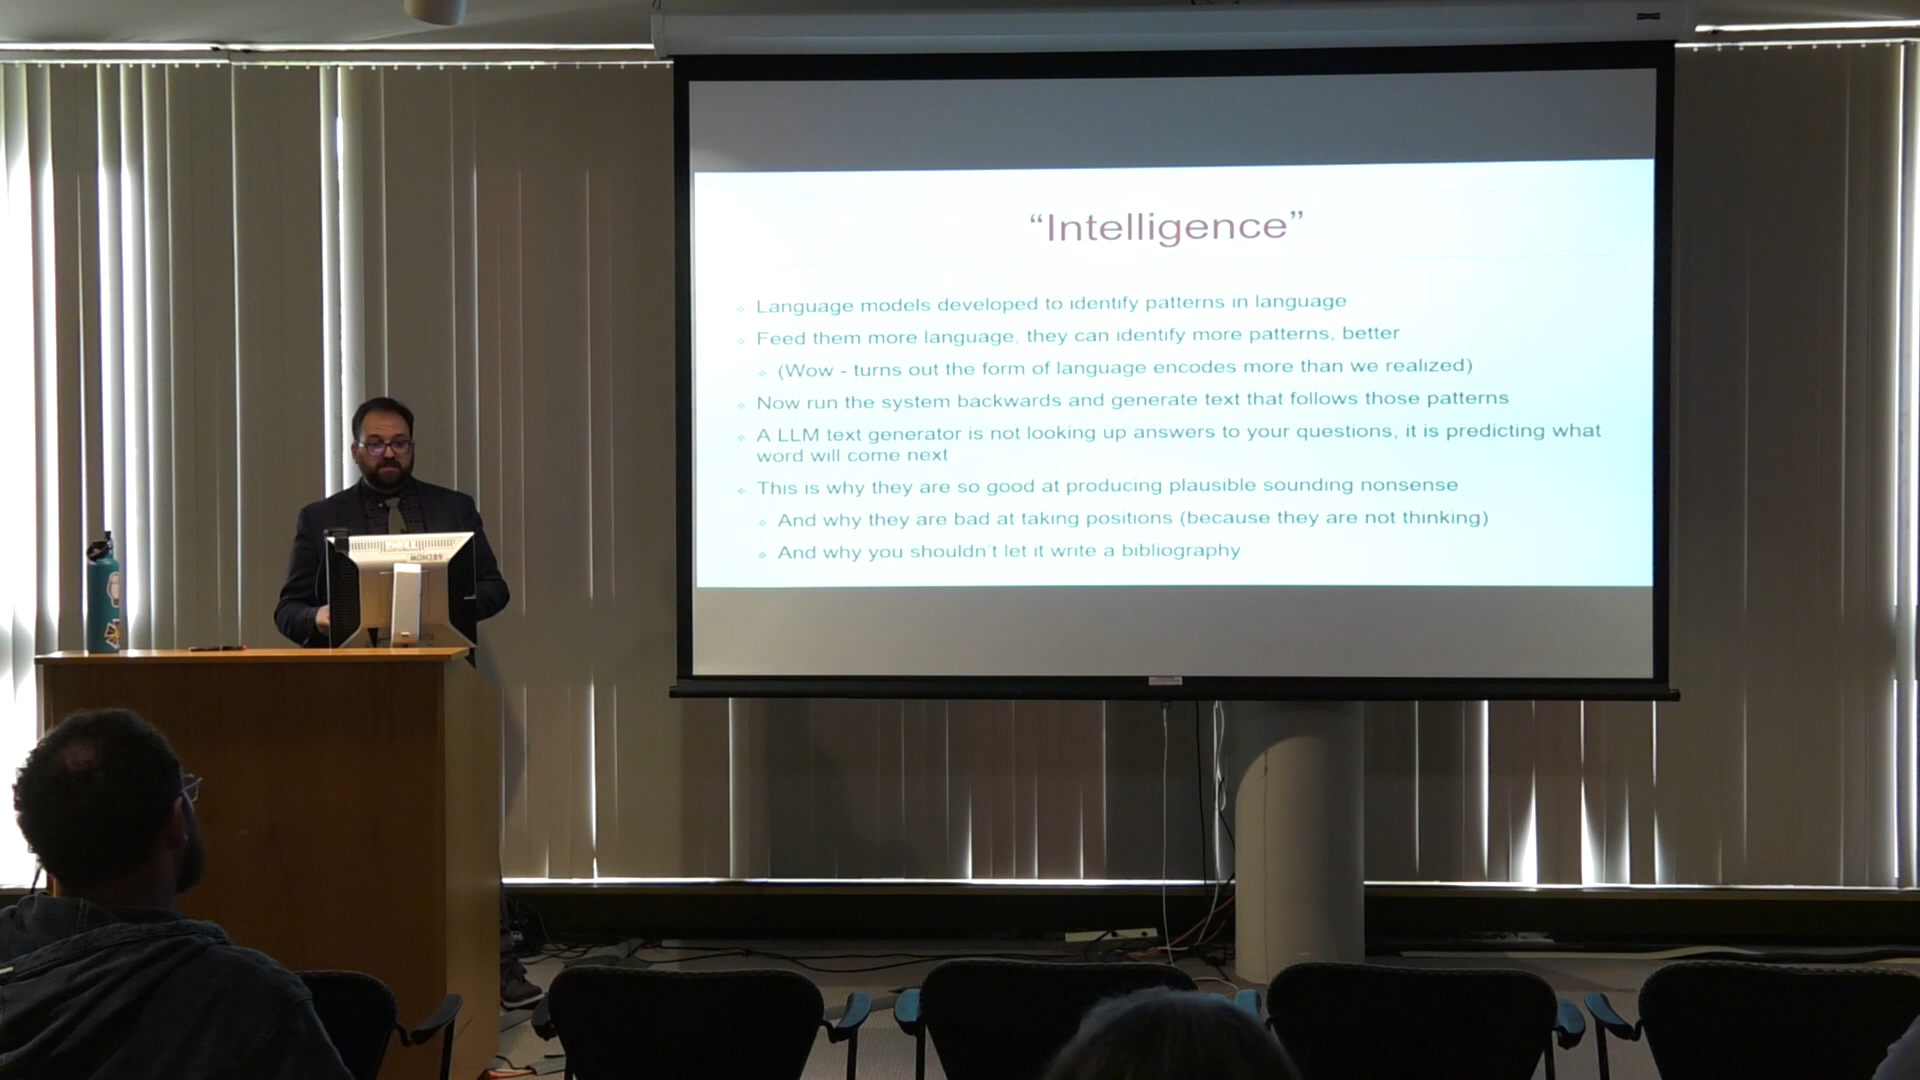 “Intelligence”
Language models developed to identify patterns in language
Feed them more language, they can identify more patterns, better
(Wow - turns out the form of language encodes more than we realized)
Now run the system backwards and generate text that follows those patterns
A LLM text generator is not looking up answers to your questions, it is predicting what
word will come next
This is why they are so good at producing plausible sounding nonsense
And why they are bad at taking positions (because they are not thinking)
And why you shouldn't let it write a bibliography